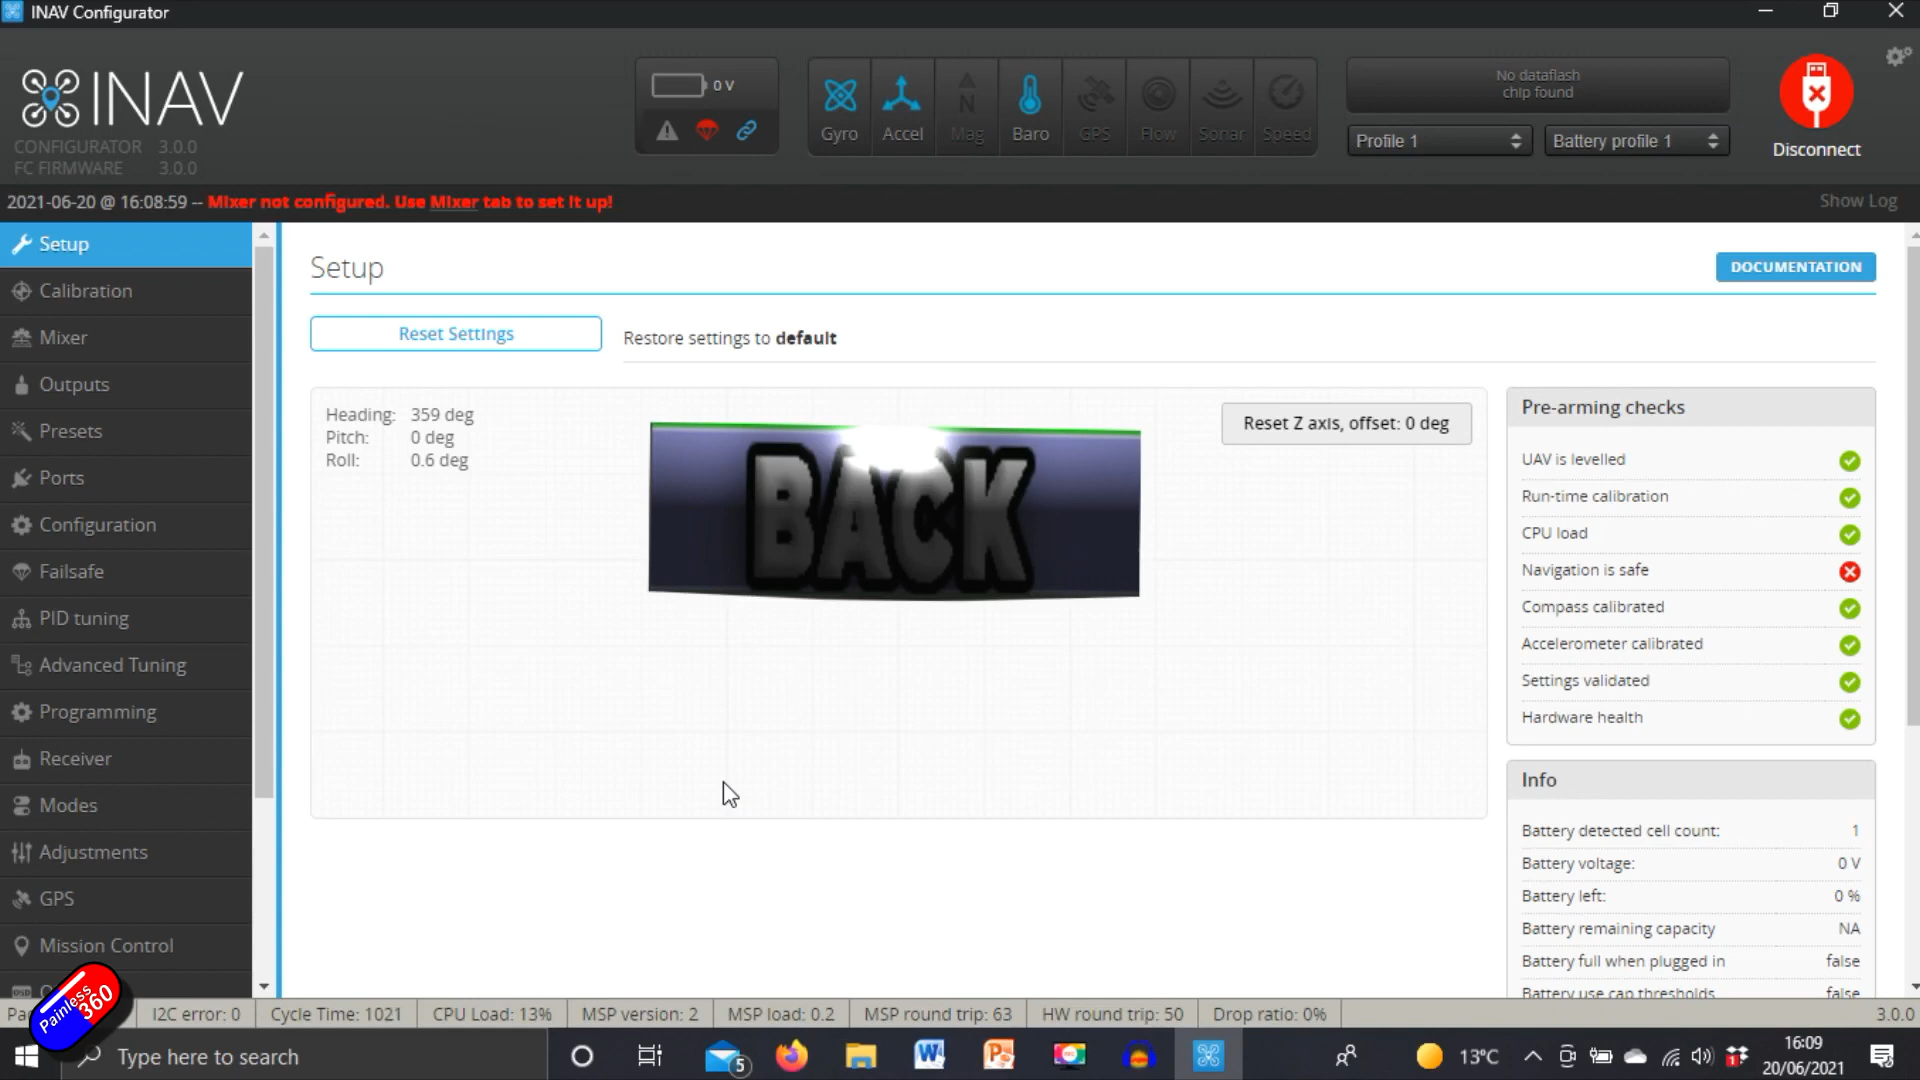 INAV Configurator
INAV
CONFIGURATOR 3.0.0
FC FIRMWARE 3.0.0
0 V
Gyro
Accel
Mag
Baro
GPS
Flow
Sonar
Speed
No dataflash
chip found
Profile 1
Battery profile 1
Disconnect
2021-06-20 @ 16:08:59 -- Mixer not configured. Use Mixer tab to set it up!
Show Log
Setup
Calibration
Mixer
Outputs
Presets
Ports
Configuration
Failsafe
PID tuning
Advanced Tuning
Programming
Receiver
Modes
Adjustments
GPS
Mission Control
Setup
DOCUMENTATION
Reset Settings
Restore settings to default
Heading: 359 deg
Pitch: 0 deg
Roll: 0.6 deg
BACK
Reset Z axis, offset: 0 deg
Pre-arming checks
UAV is levelled
Run-time calibration
CPU load
Navigation is safe
Compass calibrated
Accelerometer calibrated
Settings validated
Hardware health
Info
Battery detected cell count: 1
Battery voltage: 0 V
Battery left: 0 %
Battery remaining capacity NA
Battery full when plugged in false
Battery use cap thresholds false
Painless360
I2C error: 0
Cycle Time: 1021
CPU Load: 13%
MSP version: 2
MSP load: 0.2
MSP round trip: 63
HW round trip: 50
Drop ratio: 0%
3.0.0
Type here to search
5
13°C
1
16:09
20/06/2021